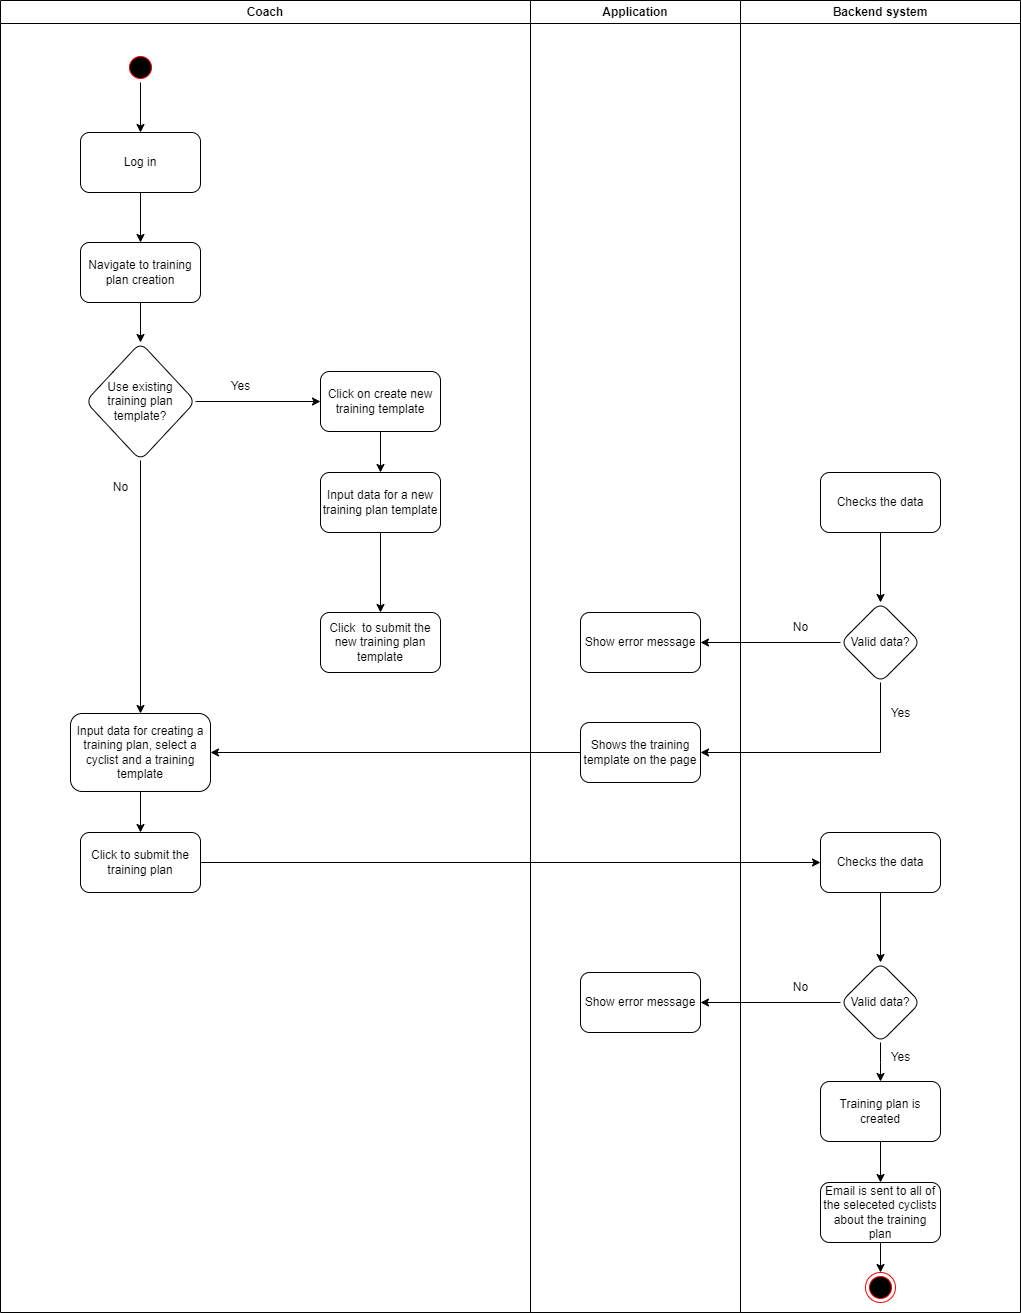 Coach
Application
Backend system
Log in
Navigate to training
plan creation
Use existing
training plan
template?
Yes
Click on create new
training template
No
Input data for a new
training plan template
Checks the data
Click  to submit the
new training plan
template
Show error message
No
Valid data?
Yes
Input data for creating a
training plan, select a
cyclist and a training
template
Shows the training
template on the page
Click to submit the
training plan
Checks the data
Show error message
No
Valid data?
Yes
Training plan is
created
Email is sent to all of
the seleceted cyclists
about the training
plan